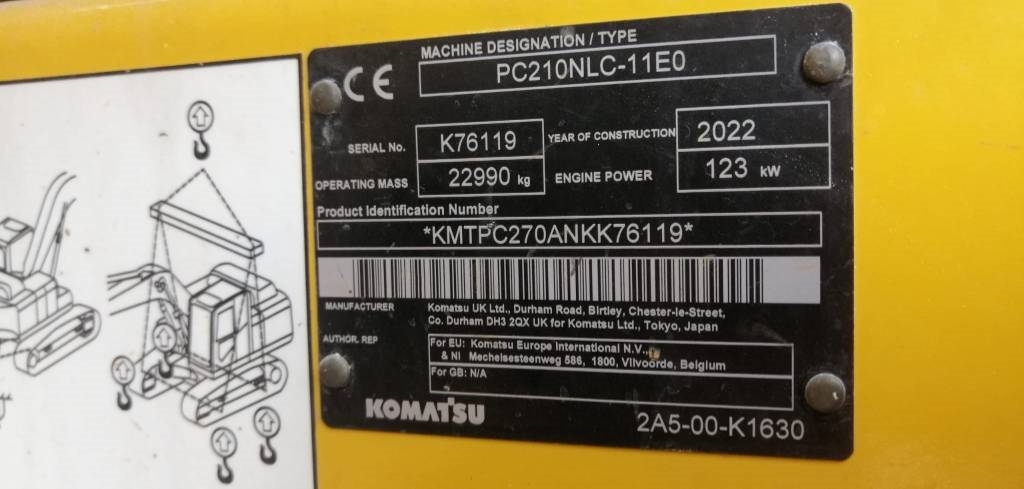 MACHINE DESIGNATION / TYPE
CE
PC210NLC-11E0
SERIAL No. K76119 YEAR OF CONSTRUCTION 2022
OPERATING MASS 22990 kg ENGINE POWER 123 kW
Product Identification Number
*KMTPC270ANKK76119*
MANUFACTURER Komatsu UK Ltd., Durham Road, Birtley, Chester-le-Street,
Co. Durham DH3 2QX UK for Komatsu Ltd., Tokyo, Japan
AUTHOR. REP For EU: Komatsu Europe International N.V.,
& NI Mechelsesteenweg 586, 1800, Vilvoorde, Belgium
For GB: N/A
KOMATSU
2A5-00-K1630